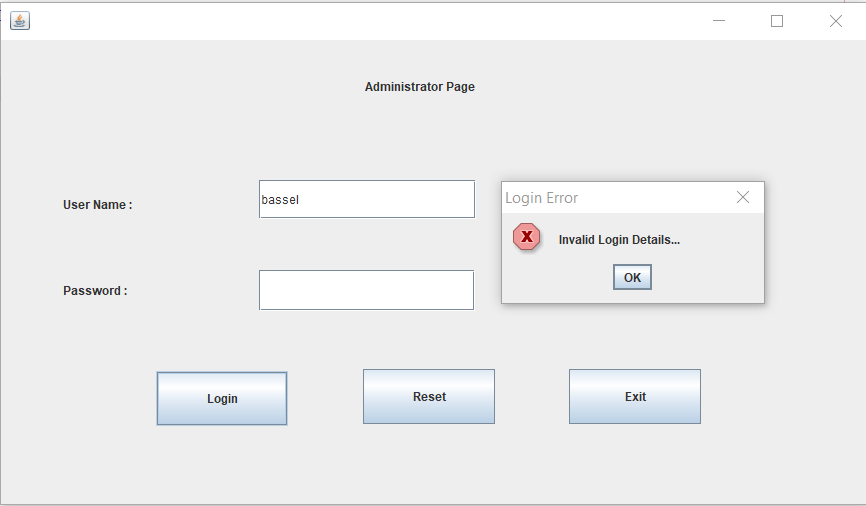 Administrator Page
User Name :
bassel
Login Error
Invalid Login Details...
OK
Password :
Login
Reset
Exit